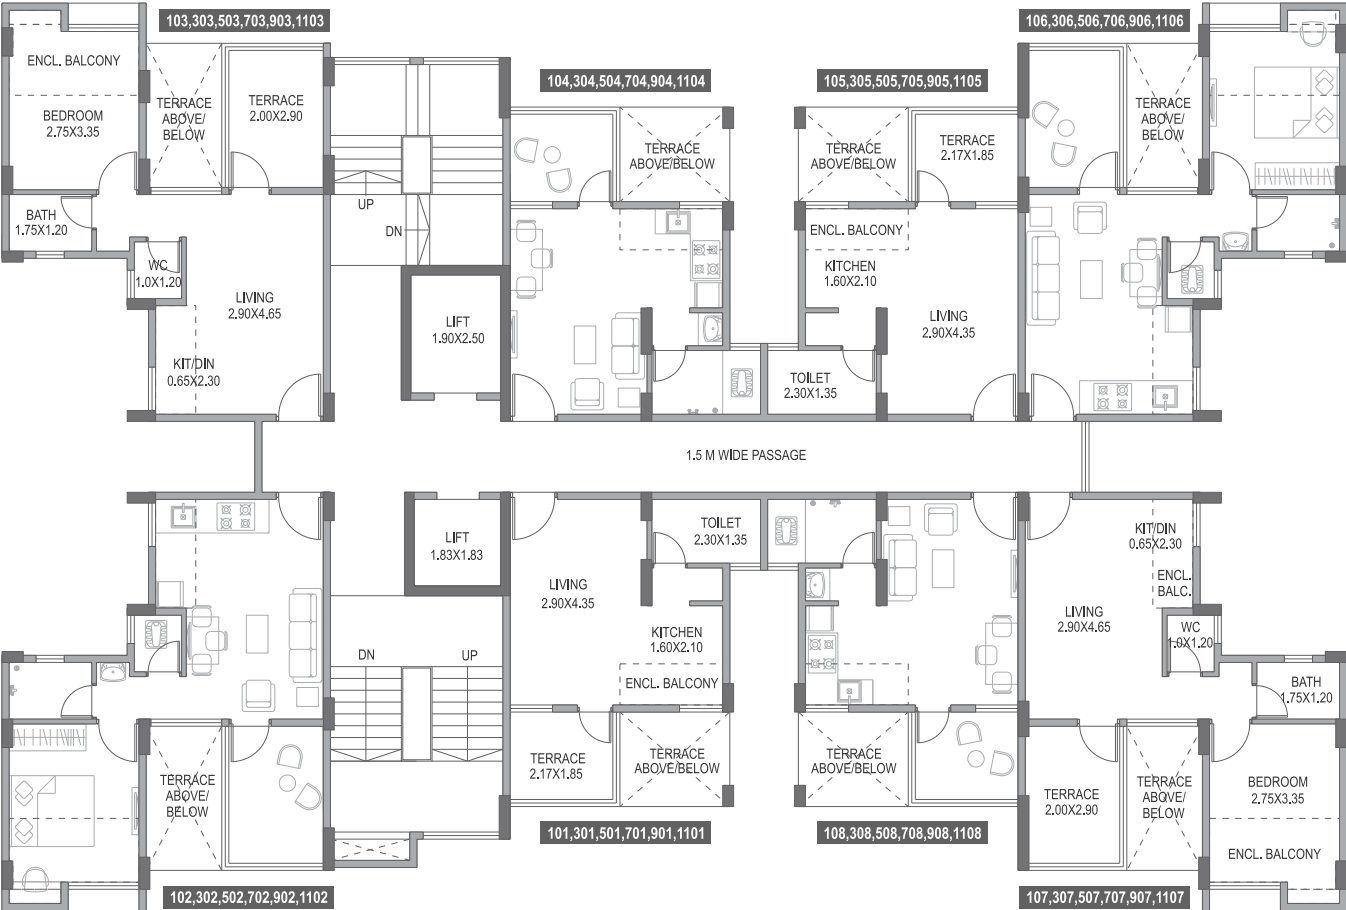 103,303,503,703,903,1103
106,306,506,706,906,1106
ENCL. BALCONY
BEDROOM
2.75X3.35
TERRACE
ABOVE/
BELOW
TERRACE
2.00X2.90
104,304,504,704,904,1104
105,305,505,705,905,1105
TERRACE
ABOVE/BELOW
TERRACE
ABOVE/BELOW
TERRACE
2.17X1.85
TERRACE
ABOVE/
BELOW
BATH
1.75X1.20
UP
DN
WC
1.0X1.20
LIVING
2.90X4.65
KIT/DIN
0.65X2.30
LIFT
1.90X2.50
ENCL. BALCONY
KITCHEN
1.60X2.10
LIVING
2.90X4.35
TOILET
2.30X1.35
1.5 M WIDE PASSAGE
LIFT
1.83X1.83
TOILET
2.30X1.35
LIVING
2.90X4.35
KITCHEN
1.60X2.10
ENCL. BALCONY
KIT/DIN
0.65X2.30
ENCL.
BALC.
LIVING
2.90X4.65
WC
1.0X1.20
BATH
1.75X1.20
DN
UP
TERRACE
ABOVE/
BELOW
TERRACE
2.17X1.85
TERRACE
ABOVE/BELOW
TERRACE
ABOVE/BELOW
TERRACE
2.00X2.90
TERRACE
ABOVE/
BELOW
BEDROOM
2.75X3.35
ENCL. BALCONY
101,301,501,701,901,1101
108,308,508,708,908,1108
102,302,502,702,902,1102
107,307,507,707,907,1107